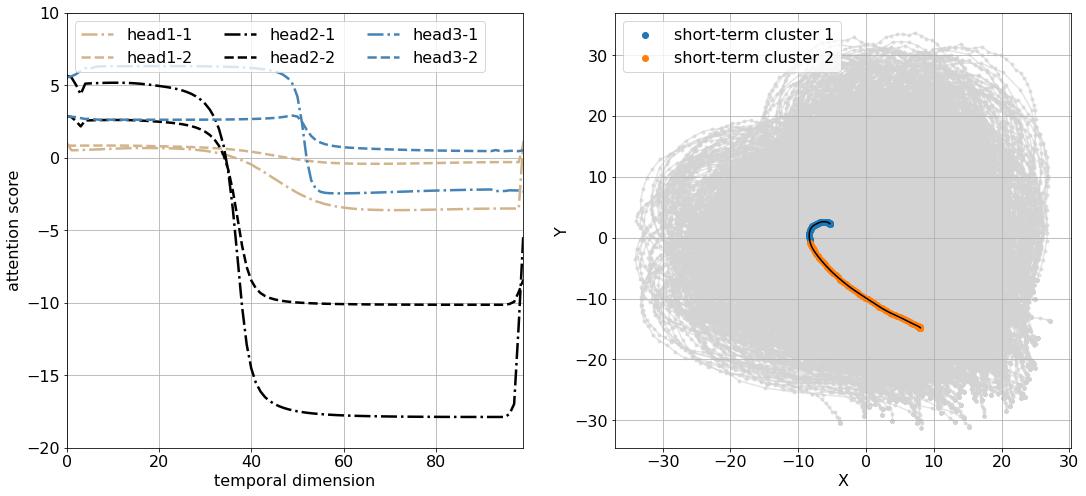 head1-1 head2-1 head3-1
head1-2 head2-2 head3-2
10
5
0
−5
−10
−15
−20
0 20 40 60 80
temporal dimension
attention score
short-term cluster 1
short-term cluster 2
30
20
10
0
−10
−20
−30
−30 −20 −10 0 10 20 30
X
Y